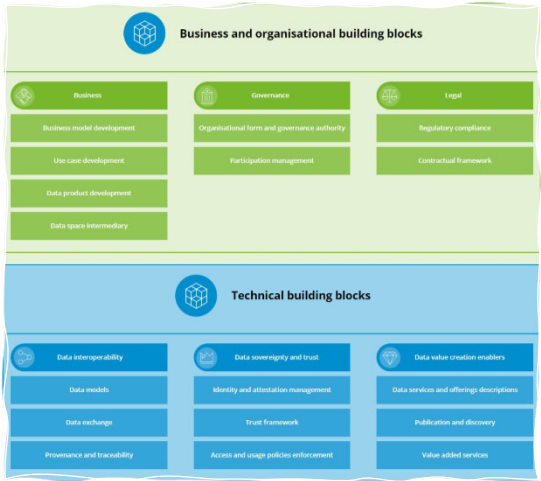 Business and organisational building blocks
Business
Business model development
Use case development
Data product development
Data space intermediary
Governance
Organisational form and governance authority
Participation management
Legal
Regulatory compliance
Contractual framework
Technical building blocks
Data interoperability
Data models
Data exchange
Provenance and traceability
Data sovereignty and trust
Identity and attestation management
Trust framework
Access and usage policies enforcement
Data value creation enablers
Data services and offerings descriptions
Publication and discovery
Value added services